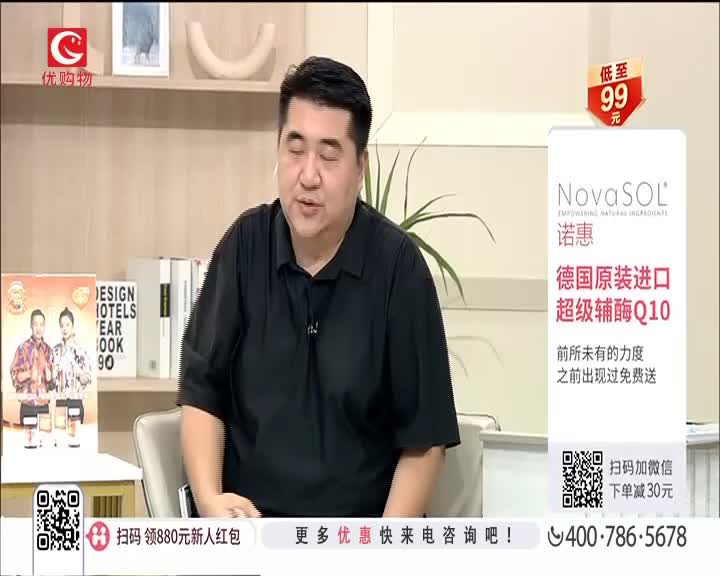 优购物
低至
99
元
NovaSOL®
EMPOWERING NATURAL INGREDIENTS
诺惠
德国原装进口
超级辅酶Q10
前所未有的力度
之前出现过免费送
扫码加微信
下单减30元
DESIGN
HOTELS
YEAR
BOOK
扫码 领880元新人红包
更多优惠快来电咨询吧!
400-786-5678